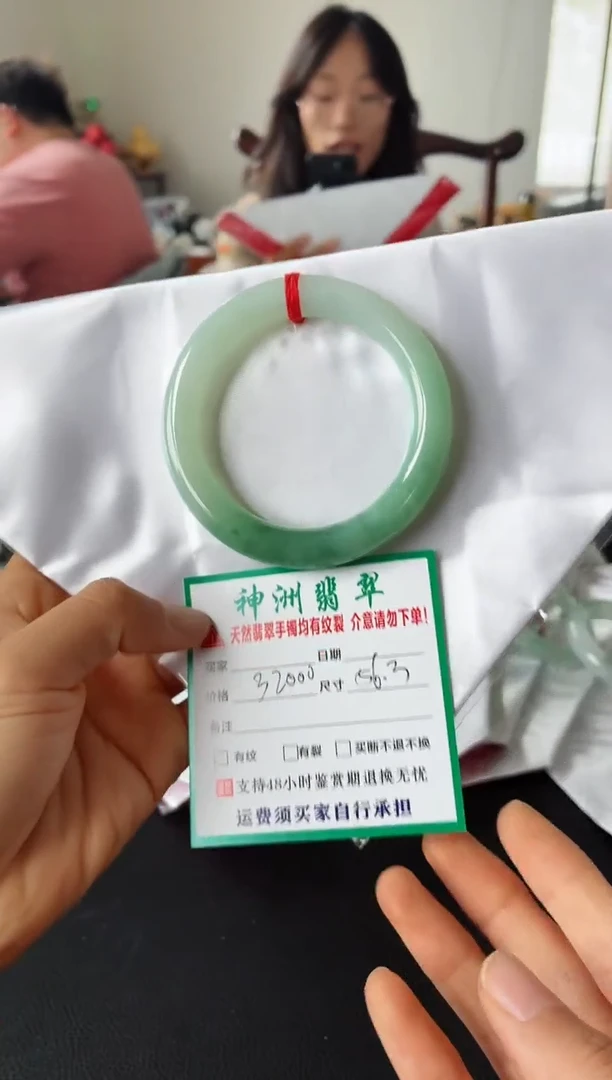 神洲翡翠
天然翡翠手镯均有纹裂 介意请勿下单!
日期
价格 32000 尺寸 56.3
备注
有纹 有裂 买断不退不换
支持48小时鉴赏期退换无忧
运费须买家自行承担